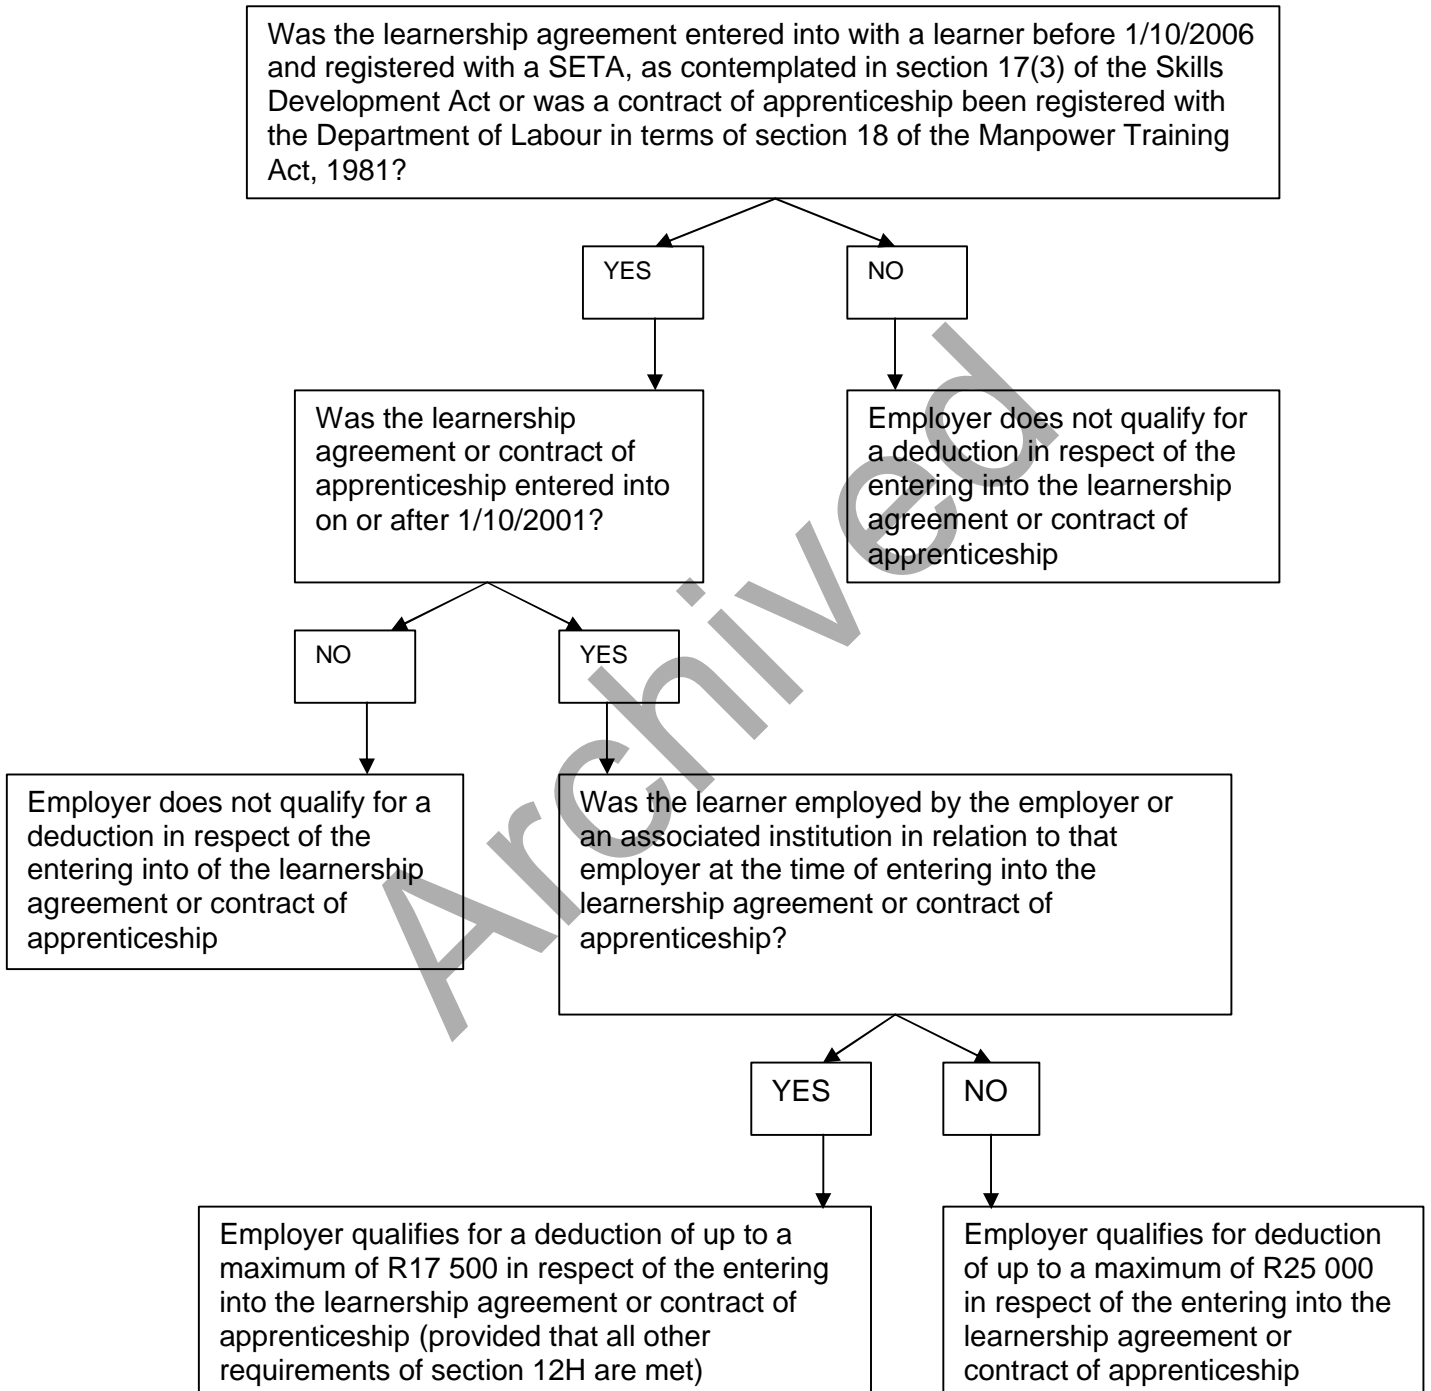 Was the learnership agreement entered into with a learner before 1/10/2006
and registered with a SETA, as contemplated in section 17(3) of the Skills
Development Act or was a contract of apprenticeship been registered with
the Department of Labour in terms of section 18 of the Manpower Training
Act, 1981?
YES
NO
Was the learnership
agreement or contract of
apprenticeship entered into
on or after 1/10/2001?
Employer does not qualify for
a deduction in respect of the
entering into the learnership
agreement or contract of
apprenticeship
NO
YES
Employer does not qualify for a
deduction in respect of the
entering into of the learnership
agreement or contract of
apprenticeship
Was the learner employed by the employer or
an associated institution in relation to that
employer at the time of entering into the
learnership agreement or contract of
apprenticeship?
YES
NO
Employer qualifies for a deduction of up to a
maximum of R17 500 in respect of the entering
into the learnership agreement or contract of
apprenticeship (provided that all other
requirements of section 12H are met)
Employer qualifies for deduction
of up to a maximum of R25 000
in respect of the entering into the
learnership agreement or
contract of apprenticeship
Archived